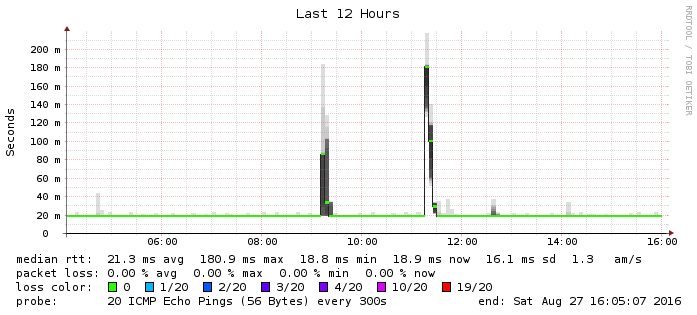 Last 12 Hours
RRDTOOL / TOBI OETIKER
Seconds
200 m
180 m
160 m
140 m
120 m
100 m
80 m
60 m
40 m
20 m
0
06:00 08:00 10:00 12:00 14:00 16:00
median rtt: 21.3 ms avg 180.9 ms max 18.8 ms min 18.9 ms now 16.1 ms sd 1.3 am/s
packet loss: 0.00 % avg 0.00 % max 0.00 % min 0.00 % now
loss color: 0 1/20 2/20 3/20 4/20 10/20 19/20
probe: 20 ICMP Echo Pings (56 Bytes) every 300s end: Sat Aug 27 16:05:07 2016